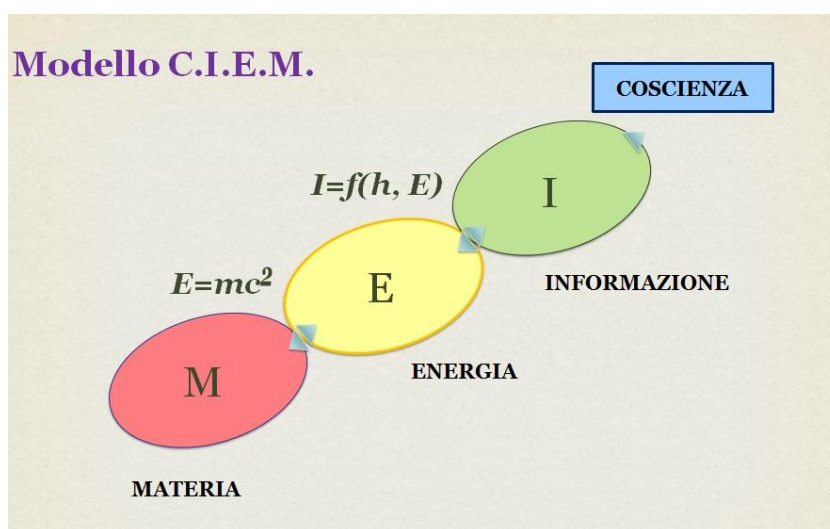 Modello C.I.E.M.
COSCIENZA
I=f(h, E)
I
INFORMAZIONE
E=mc²
E
ENERGIA
M
MATERIA